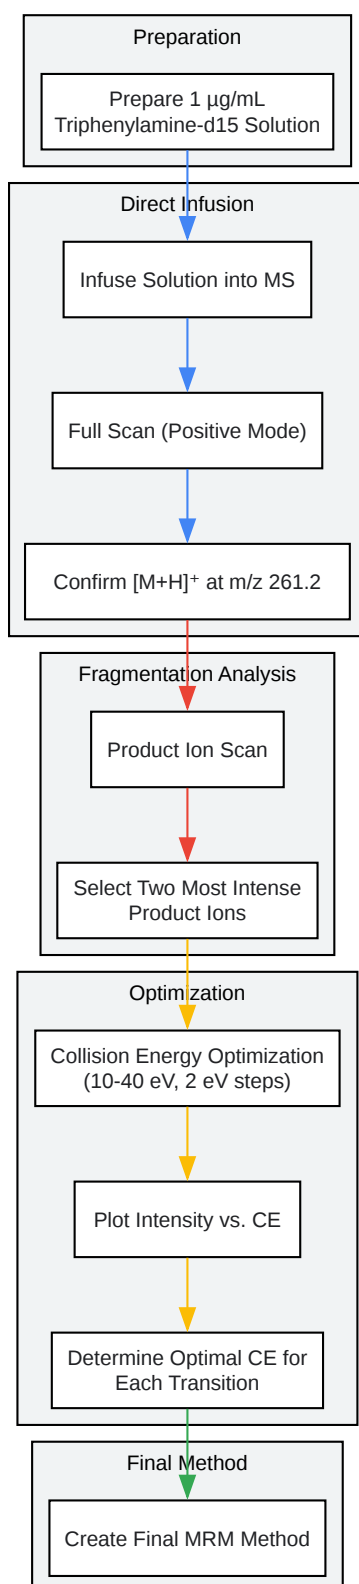 Preparation
Prepare 1 µg/mL
Triphenylamine-d15 Solution
Direct Infusion
Infuse Solution into MS
Full Scan (Positive Mode)
Confirm [M+H]⁺ at m/z 261.2
Fragmentation Analysis
Product Ion Scan
Select Two Most Intense
Product Ions
Optimization
Collision Energy Optimization
(10-40 eV, 2 eV steps)
Plot Intensity vs. CE
Determine Optimal CE for
Each Transition
Final Method
Create Final MRM Method